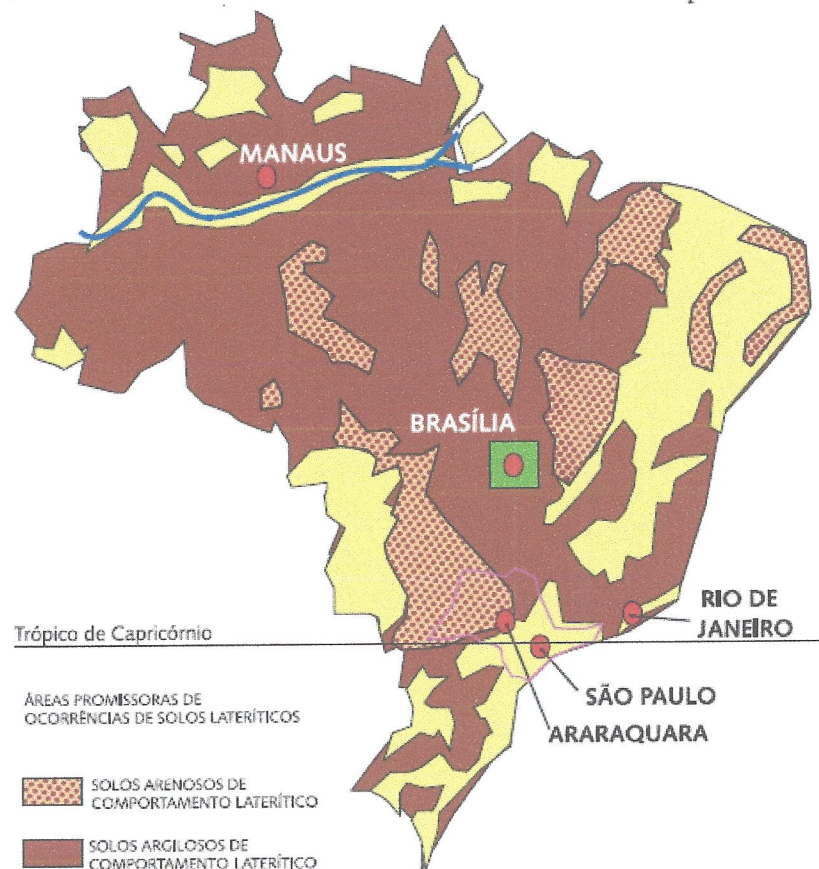 MANAUS
BRASÍLIA
RIO DE
JANEIRO
Trópico de Capricórnio
SÃO PAULO
ARARAQUARA
ÁREAS PROMISSORAS DE
OCORRÊNCIAS DE SOLOS LATERÍTICOS
SOLOS ARENOSOS DE
COMPORTAMENTO LATERÍTICO
SOLOS ARGILOSOS DE
COMPORTAMENTO LATERÍTICO